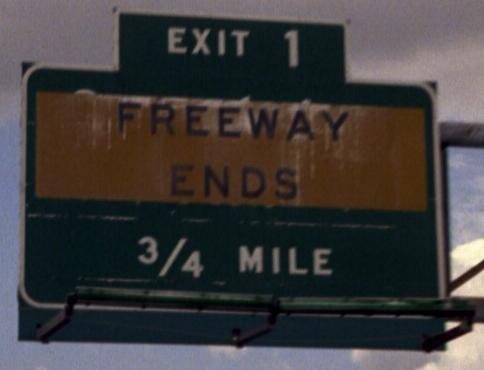 EXIT 1
FREEWAY
ENDS
3/4 MILE